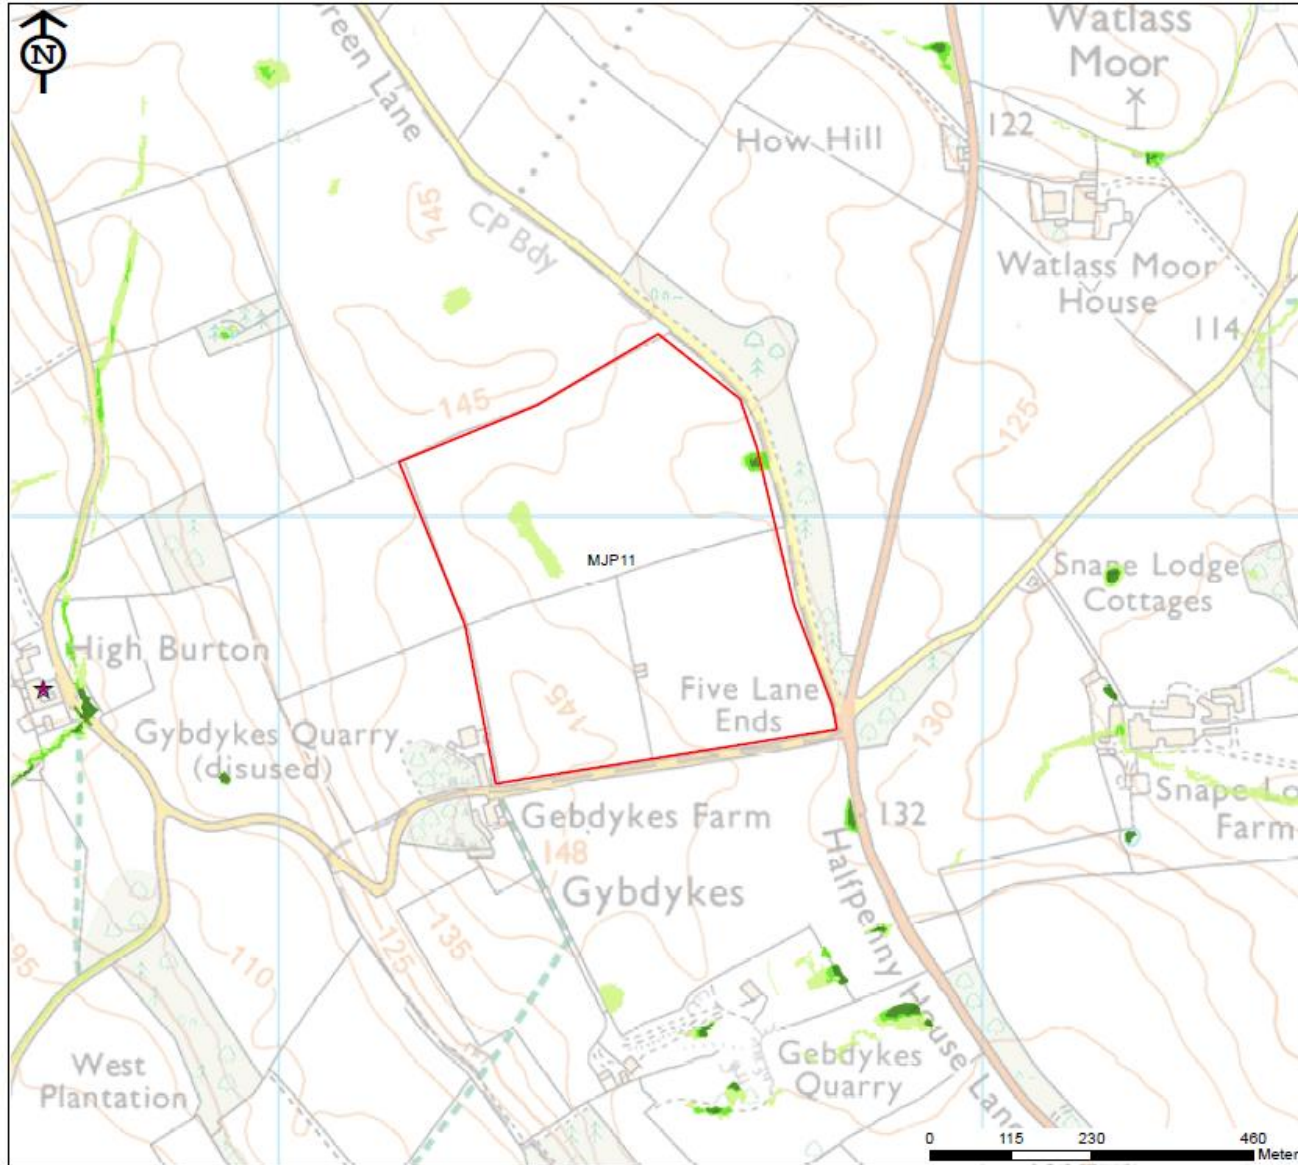 N
Green Lane
Watlass
Moor
How Hill
122
145
CP Bdy
Watlass Moor
House
114
145
125
MJP11
Snape Lodge
Cottages
High Burton
145
Five Lane
Ends
130
Gybdykes Quarry
(disused)
Gebdykes Farm
132
Snape Lo
Farm
148
Gybdykes
Halfpenny House Lane
135
125
110
95
West
Plantation
Gebdykes
Quarry
0 115 230 460
Meter